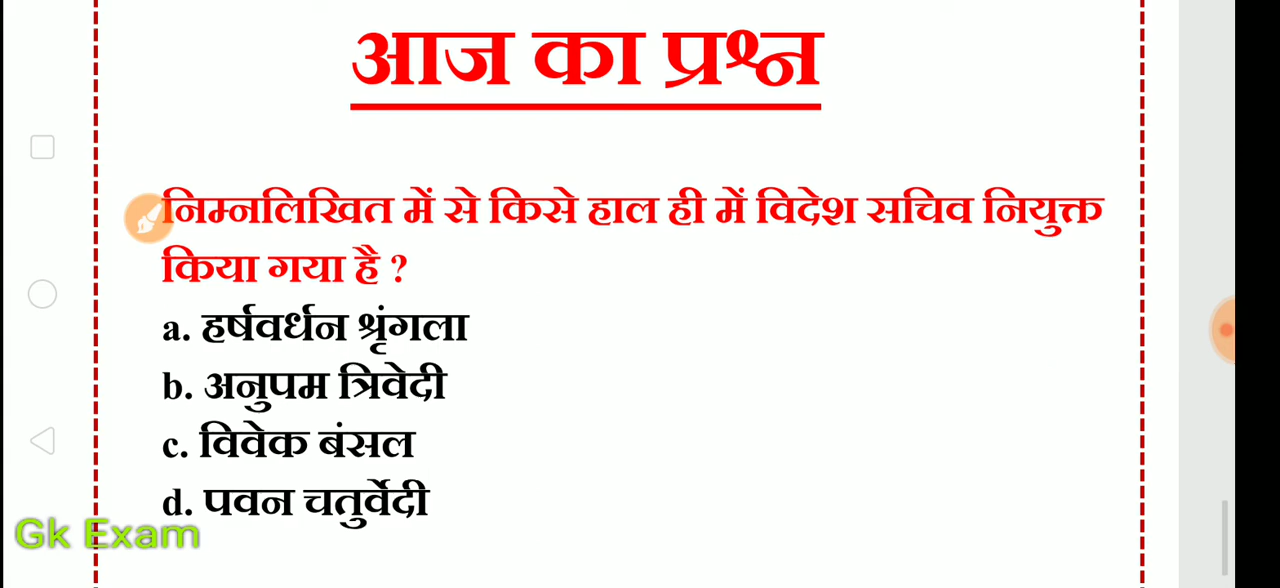 आज का प्रश्न
निम्नलिखित में से किसे हाल ही में विदेश सचिव नियुक्त
किया गया है ?
a. हर्षवर्धन श्रृंगला
b. अनुपम त्रिवेदी
c. विवेक बंसल
d. पवन चतुर्वेदी
Gk Exam